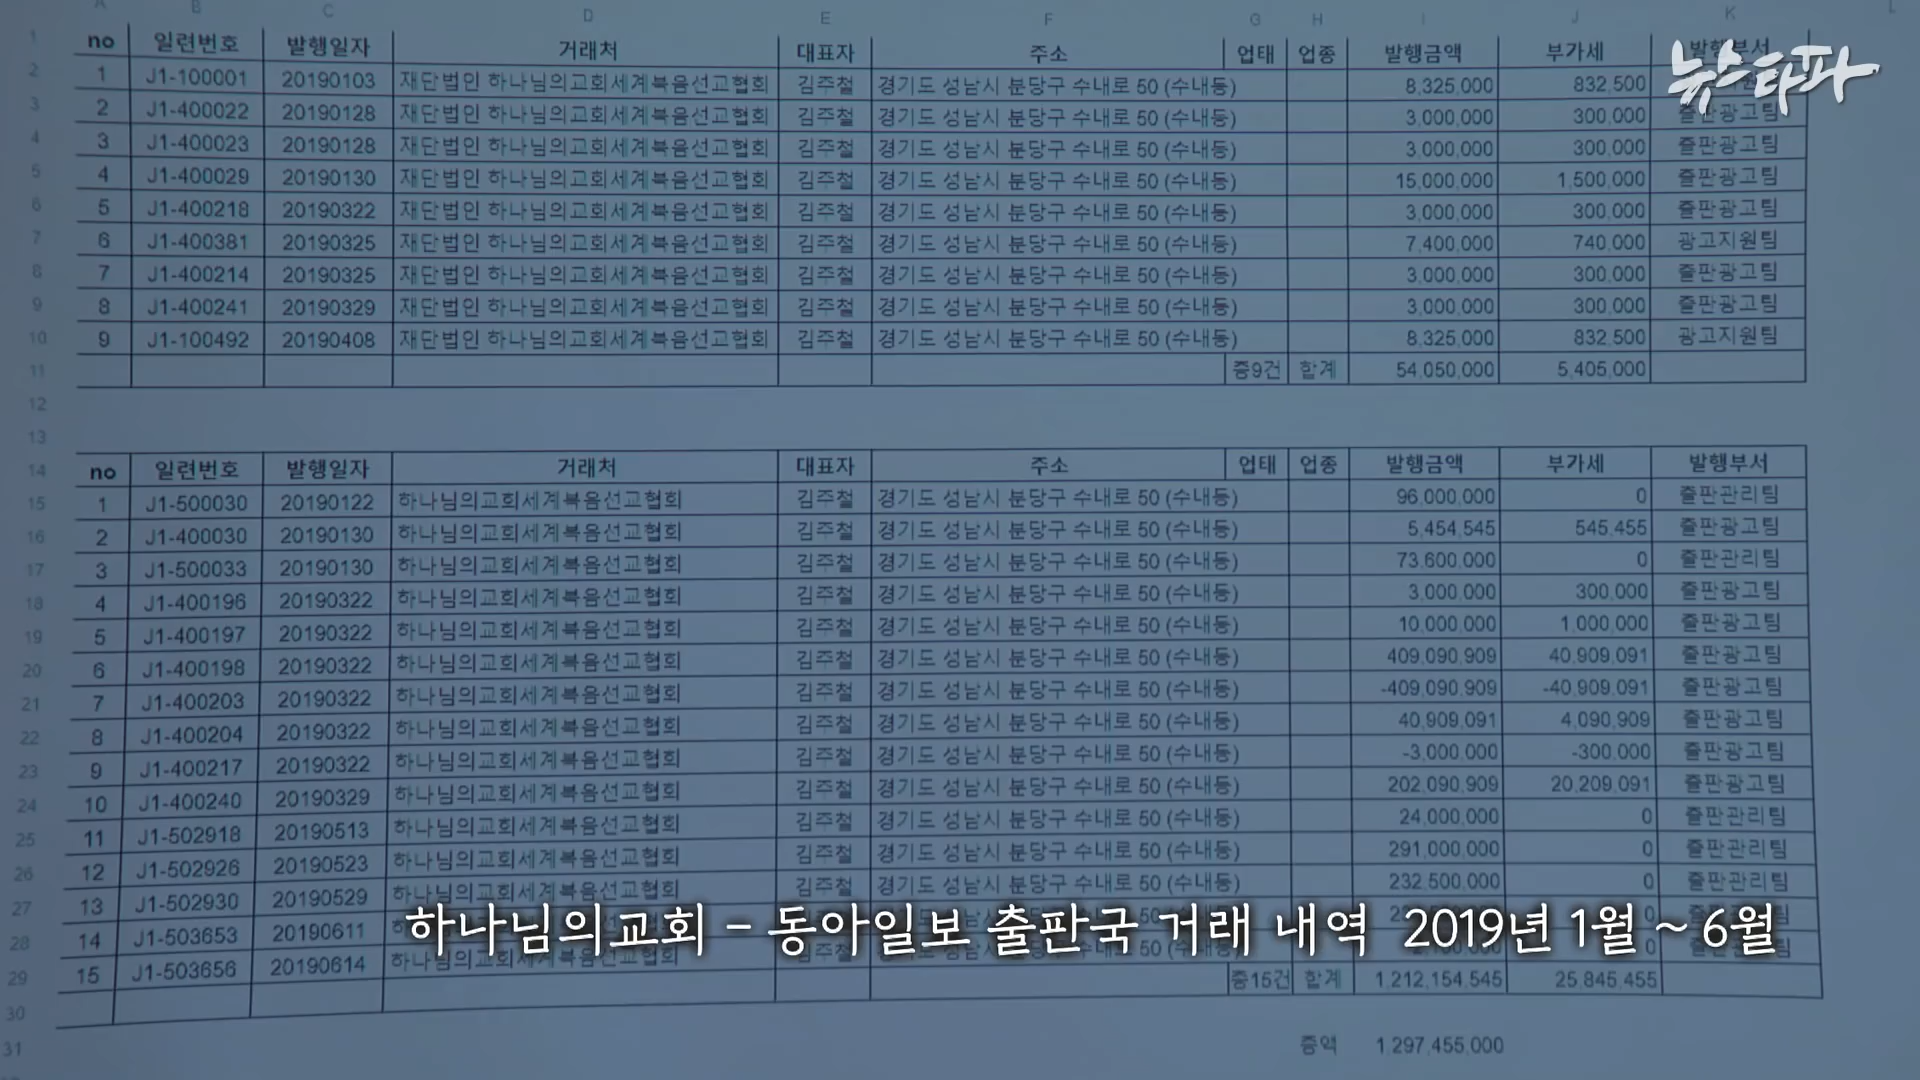 A B C D E F G H I J K L
1 no 일련번호 발행일자 거래처 대표자 주소 업태 업종 발행금액 부가세 발행부서
뉴스타파
2 1 J1-100001 20190103 재단법인 하나님의교회세계복음선교협회 김주철 경기도 성남시 분당구 수내로 50 (수내동) 8,325,000 832,500
3 2 J1-400022 20190128 재단법인 하나님의교회세계복음선교협회 김주철 경기도 성남시 분당구 수내로 50 (수내동) 3,000,000 300,000 출판광고팀
4 3 J1-400023 20190128 재단법인 하나님의교회세계복음선교협회 김주철 경기도 성남시 분당구 수내로 50 (수내동) 3,000,000 300,000 출판광고팀
5 4 J1-400029 20190130 재단법인 하나님의교회세계복음선교협회 김주철 경기도 성남시 분당구 수내로 50 (수내동) 15,000,000 1,500,000 출판광고팀
6 5 J1-400218 20190322 재단법인 하나님의교회세계복음선교협회 김주철 경기도 성남시 분당구 수내로 50 (수내동) 3,000,000 300,000 출판광고팀
7 6 J1-400381 20190325 재단법인 하나님의교회세계복음선교협회 김주철 경기도 성남시 분당구 수내로 50 (수내동) 7,400,000 740,000 광고지원팀
8 7 J1-400214 20190325 재단법인 하나님의교회세계복음선교협회 김주철 경기도 성남시 분당구 수내로 50 (수내동) 3,000,000 300,000 출판광고팀
9 8 J1-400241 20190329 재단법인 하나님의교회세계복음선교협회 김주철 경기도 성남시 분당구 수내로 50 (수내동) 3,000,000 300,000 출판광고팀
10 9 J1-100492 20190408 재단법인 하나님의교회세계복음선교협회 김주철 경기도 성남시 분당구 수내로 50 (수내동) 8,325,000 832,500 광고지원팀
11 총9건 합계 54,050,000 5,405,000
12
13
14 no 일련번호 발행일자 거래처 대표자 주소 업태 업종 발행금액 부가세 발행부서
15 1 J1-500030 20190122 하나님의교회세계복음선교협회 김주철 경기도 성남시 분당구 수내로 50 (수내동) 96,000,000 0 출판관리팀
16 2 J1-400030 20190130 하나님의교회세계복음선교협회 김주철 경기도 성남시 분당구 수내로 50 (수내동) 5,454,545 545,455 출판광고팀
17 3 J1-500033 20190130 하나님의교회세계복음선교협회 김주철 경기도 성남시 분당구 수내로 50 (수내동) 73,600,000 0 출판관리팀
18 4 J1-400196 20190322 하나님의교회세계복음선교협회 김주철 경기도 성남시 분당구 수내로 50 (수내동) 3,000,000 300,000 출판광고팀
19 5 J1-400197 20190322 하나님의교회세계복음선교협회 김주철 경기도 성남시 분당구 수내로 50 (수내동) 10,000,000 1,000,000 출판광고팀
20 6 J1-400198 20190322 하나님의교회세계복음선교협회 김주철 경기도 성남시 분당구 수내로 50 (수내동) 409,090,909 40,909,091 출판광고팀
21 7 J1-400203 20190322 하나님의교회세계복음선교협회 김주철 경기도 성남시 분당구 수내로 50 (수내동) -409,090,909 -40,909,091 출판광고팀
22 8 J1-400204 20190322 하나님의교회세계복음선교협회 김주철 경기도 성남시 분당구 수내로 50 (수내동) 40,909,091 4,090,909 출판광고팀
23 9 J1-400217 20190322 하나님의교회세계복음선교협회 김주철 경기도 성남시 분당구 수내로 50 (수내동) -3,000,000 -300,000 출판광고팀
24 10 J1-400240 20190329 하나님의교회세계복음선교협회 김주철 경기도 성남시 분당구 수내로 50 (수내동) 202,090,909 20,209,091 출판광고팀
25 11 J1-502918 20190513 하나님의교회세계복음선교협회 김주철 경기도 성남시 분당구 수내로 50 (수내동) 24,000,000 0 출판관리팀
26 12 J1-502926 20190523 하나님의교회세계복음선교협회 김주철 경기도 성남시 분당구 수내로 50 (수내동) 291,000,000 0 출판관리팀
27 13 J1-502930 20190529 하나님의교회세계복음선교협회 김주철 경기도 성남시 분당구 수내로 50 (수내동) 232,500,000 0 출판관리팀
28 14 J1-503653 20190611
29 15 J1-503656 20190614
하나님의교회 - 동아일보 출판국 거래 내역 2019년 1월 ~ 6월
총15건 합계 1,212,154,545 25,845,455
30
31 총액 1,297,455,000